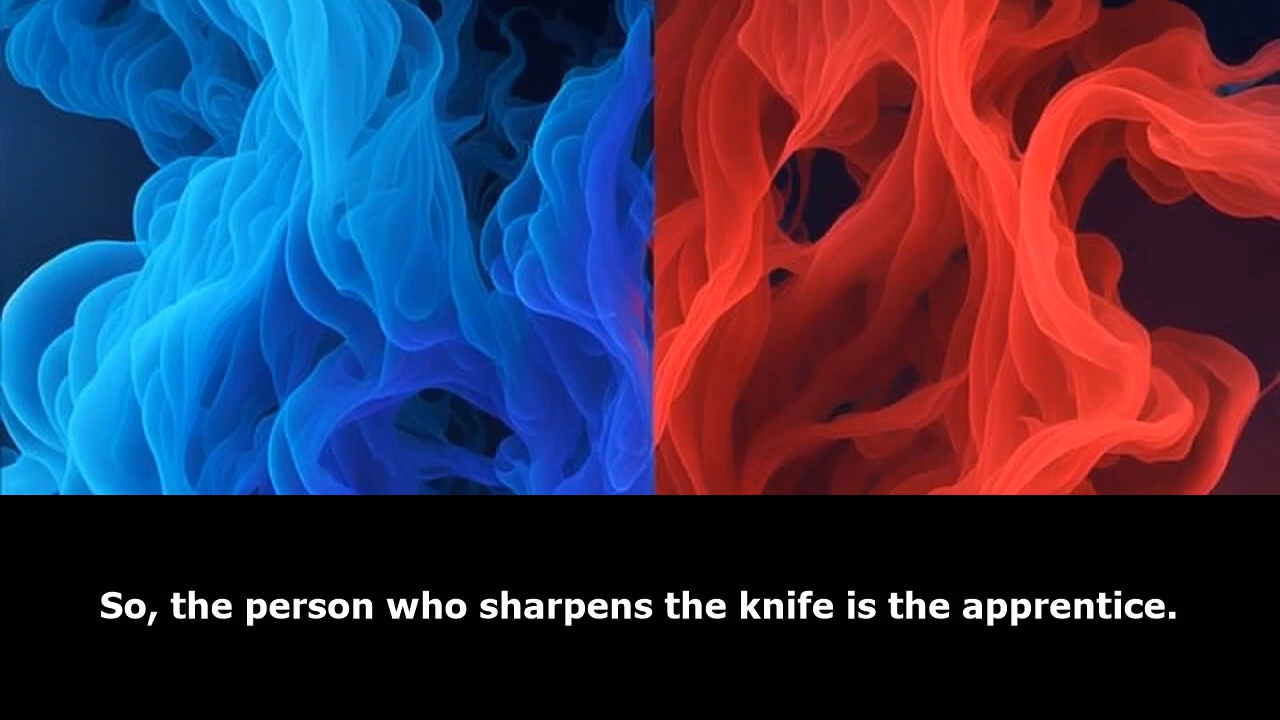 So, the person who sharpens the knife is the apprentice.